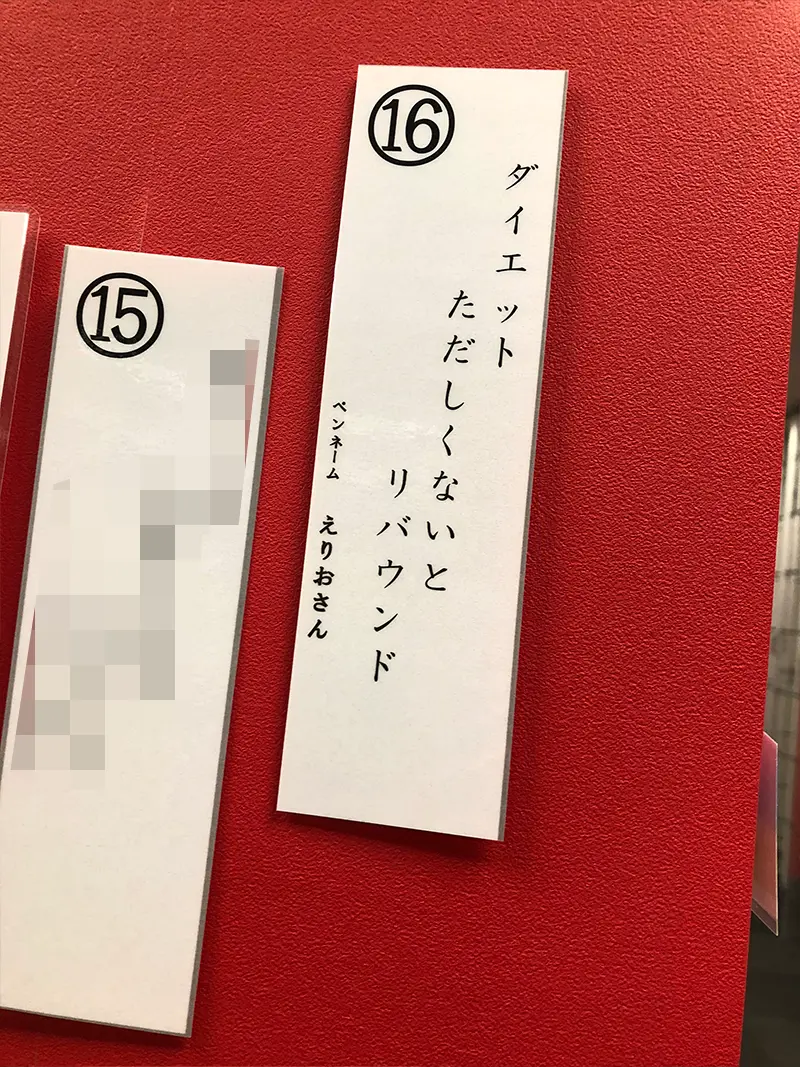 ⑯
ダイエット
ただしくないと
リバウンド
ペンネーム えりおさん
⑮